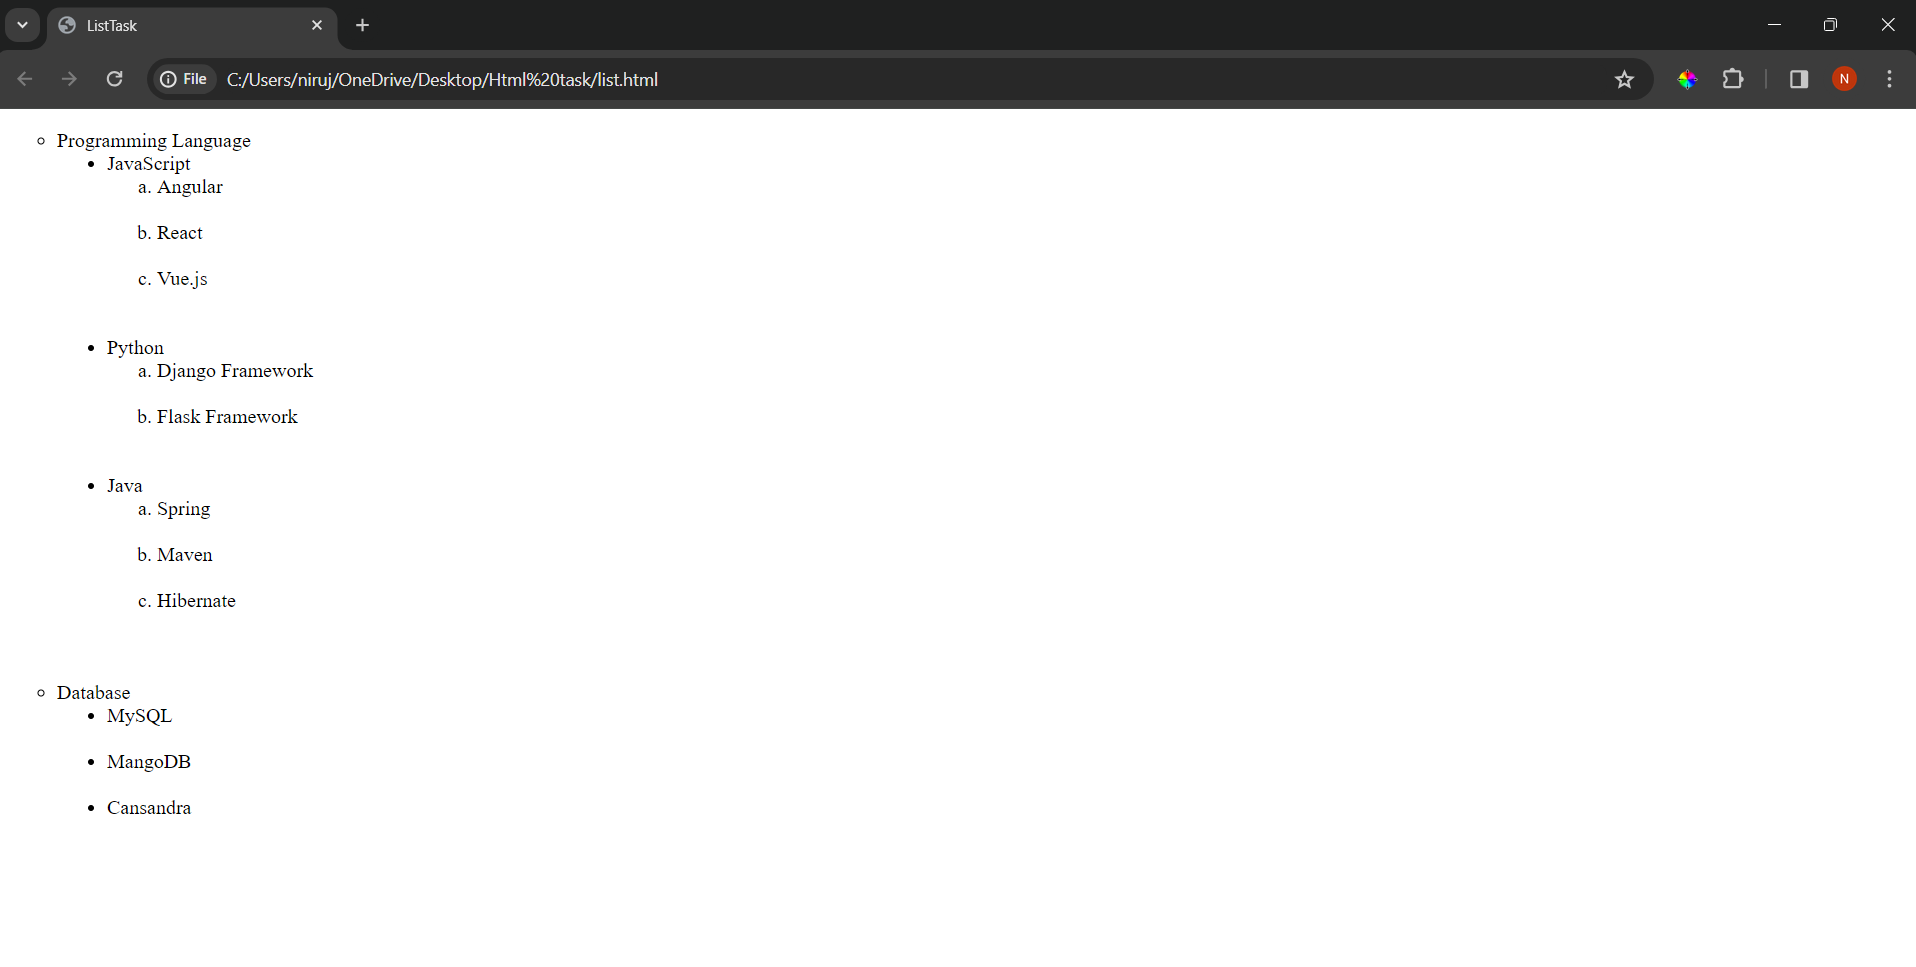 ListTask
File C:/Users/niruj/OneDrive/Desktop/Html%20task/list.html
N
Programming Language
JavaScript
a. Angular
b. React
c. Vue.js
Python
a. Django Framework
b. Flask Framework
Java
a. Spring
b. Maven
c. Hibernate
Database
MySQL
MangoDB
Cansandra